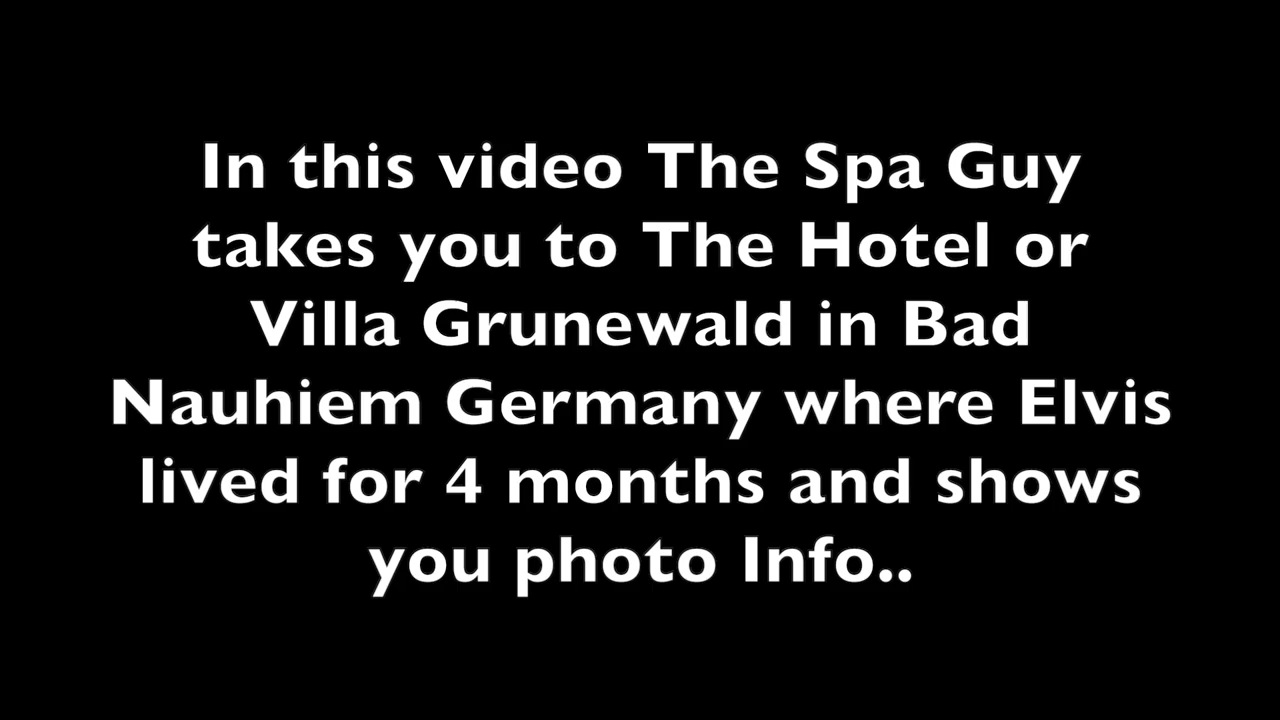 In this video The Spa Guy
takes you to The Hotel or
Villa Grunewald in Bad
Nauhiem Germany where Elvis
lived for 4 months and shows
you photo Info..